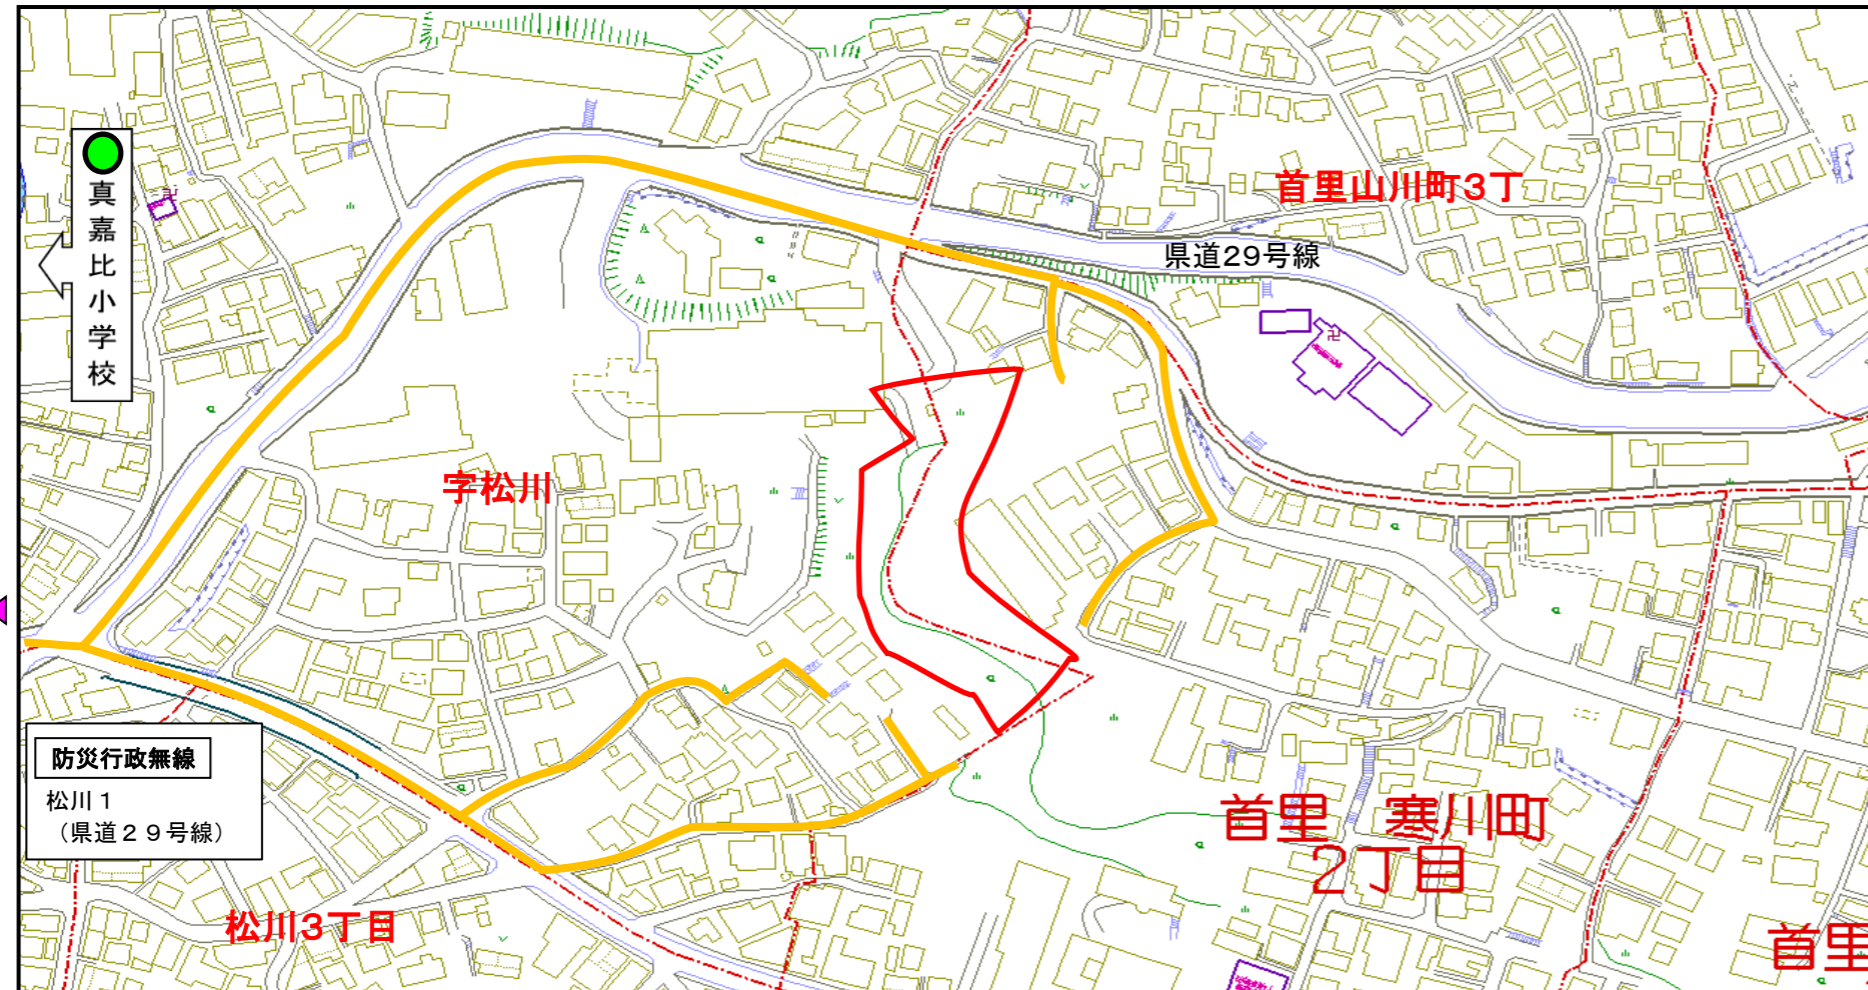 真嘉比小学校
首里山川町3丁
県道29号線
字松川
防災行政無線
松川1
(県道29号線)
松川3丁目
首里 寒川町
2丁目
首里